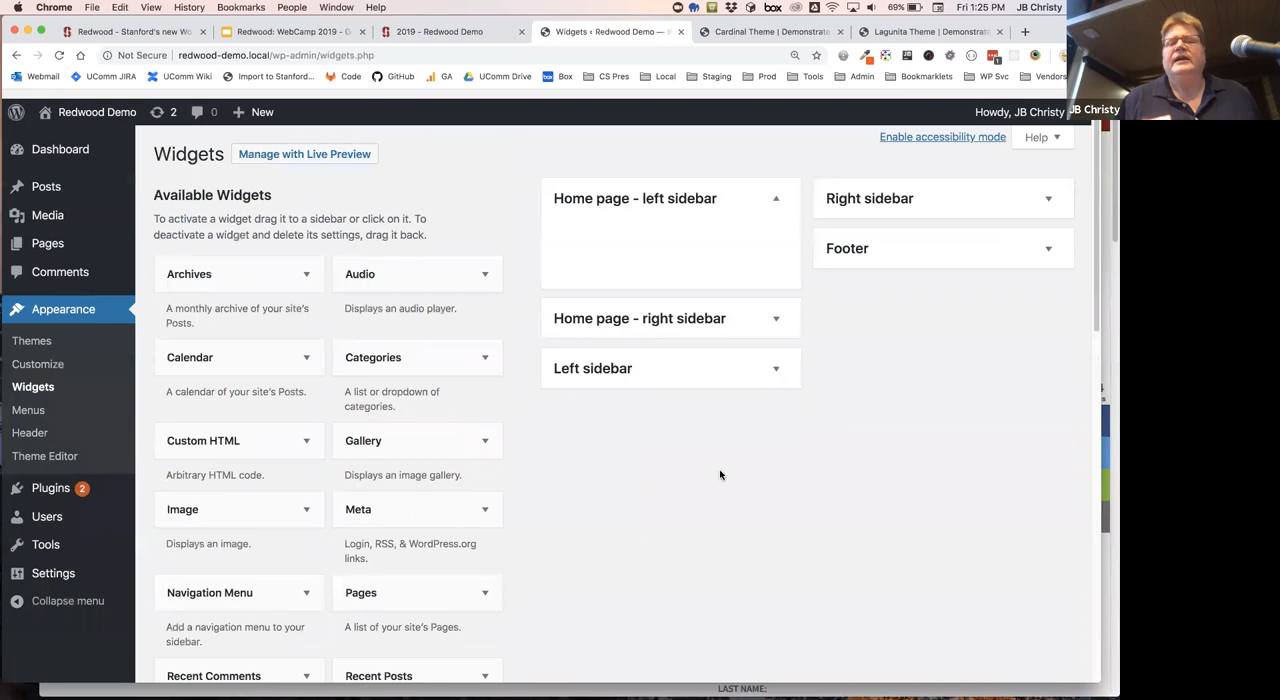 Chrome File Edit View History Bookmarks People Window Help
box 69% Fri 1:25 PM JB Christy
Redwood - Stanford's new Wo
Redwood: WebCamp 2019 - G
2019 - Redwood Demo
Widgets ‹ Redwood Demo — W
Cardinal Theme | Demonstrat
Lagunita Theme | Demonstrat
Not Secure redwood-demo.local/wp-admin/widgets.php
Webmail UComm JIRA UComm Wiki Import to Stanford... Code GitHub GA UComm Drive Box CS Pres Local Staging Prod Tools Admin Bookmarklets WP Svc Vendors
JB Christy
Redwood Demo 2 0 New
Howdy, JB Christy
Dashboard
Posts
Media
Pages
Comments
Appearance
Themes
Customize
Widgets
Menus
Header
Theme Editor
Plugins 2
Users
Tools
Settings
Collapse menu
Enable accessibility mode
Help
Widgets
Manage with Live Preview
Available Widgets
To activate a widget drag it to a sidebar or click on it. To
deactivate a widget and delete its settings, drag it back.
Archives
A monthly archive of your site's
Posts.
Audio
Displays an audio player.
Calendar
A calendar of your site's Posts.
Categories
A list or dropdown of
categories.
Custom HTML
Arbitrary HTML code.
Gallery
Displays an image gallery.
Image
Displays an image.
Meta
Login, RSS, & WordPress.org
links.
Navigation Menu
Add a navigation menu to your
sidebar.
Pages
A list of your site's Pages.
Recent Comments
Recent Posts
Home page - left sidebar
Home page - right sidebar
Left sidebar
Right sidebar
Footer
LAST NAME: